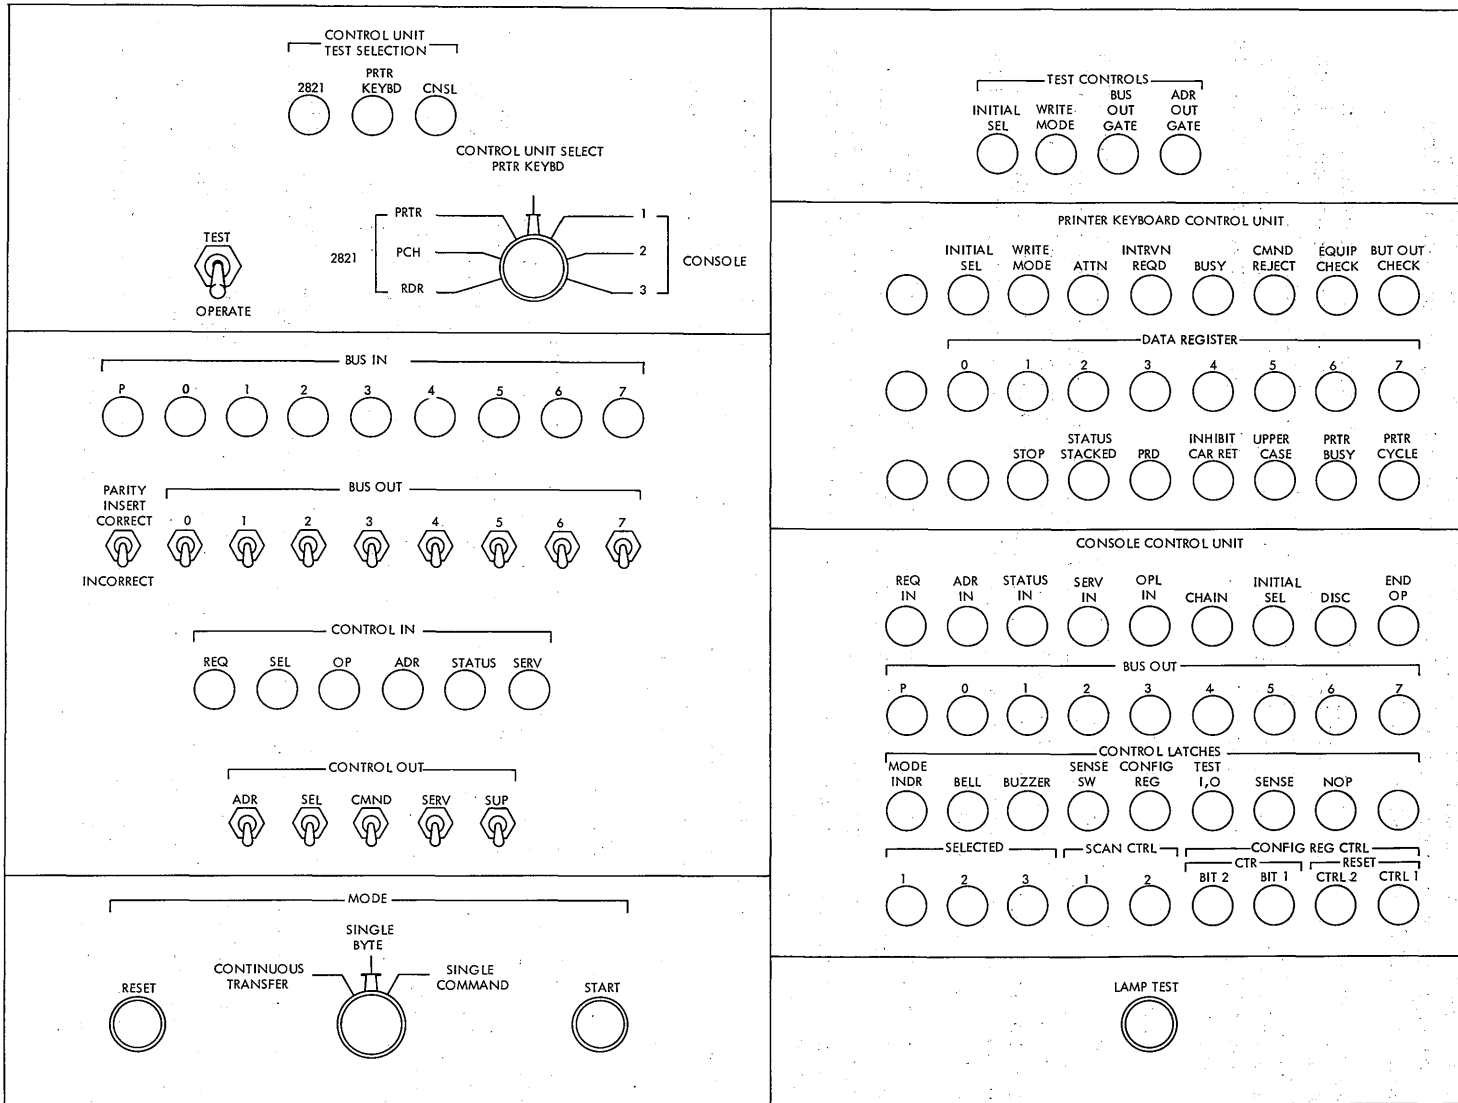 CONTROL UNIT
TEST SELECTION
2821
PRTR
KEYBD
CNSL
CONTROL UNIT SELECT
PRTR KEYBD
TEST
OPERATE
2821
PRTR
PCH
RDR
1
2
3
CONSOLE
BUS IN
P 0 1 2 3 4 5 6 7
PARITY
INSERT
CORRECT
INCORRECT
BUS OUT
0 1 2 3 4 5 6 7
CONTROL IN
REQ SEL OP ADR STATUS SERV
CONTROL OUT
ADR SEL CMND SERV SUP
MODE
RESET
CONTINUOUS
TRANSFER
SINGLE
BYTE
SINGLE
COMMAND
START
TEST CONTROLS
INITIAL
SEL
WRITE
MODE
BUS
OUT
GATE
ADR
OUT
GATE
PRINTER KEYBOARD CONTROL UNIT
INITIAL
SEL
WRITE
MODE
ATTN
INTRVN
REQD
BUSY
CMND
REJECT
EQUIP
CHECK
BUT OUT
CHECK
DATA REGISTER
0 1 2 3 4 5 6 7
STOP
STATUS
STACKED
PRD
INHIBIT
CAR RET
UPPER
CASE
PRTR
BUSY
PRTR
CYCLE
CONSOLE CONTROL UNIT
REQ
IN
ADR
IN
STATUS
IN
SERV
IN
OPL
IN
CHAIN
INITIAL
SEL
DISC
END
OP
BUS OUT
P 0 1 2 3 4 5 6 7
CONTROL LATCHES
MODE
INDR
BELL
BUZZER
SENSE
SW
CONFIG
REG
TEST
I,O
SENSE
NOP
SELECTED
1 2 3
SCAN CTRL
1 2
CONFIG REG CTRL
CTR
BIT 2 BIT 1
RESET
CTRL 2 CTRL 1
LAMP TEST